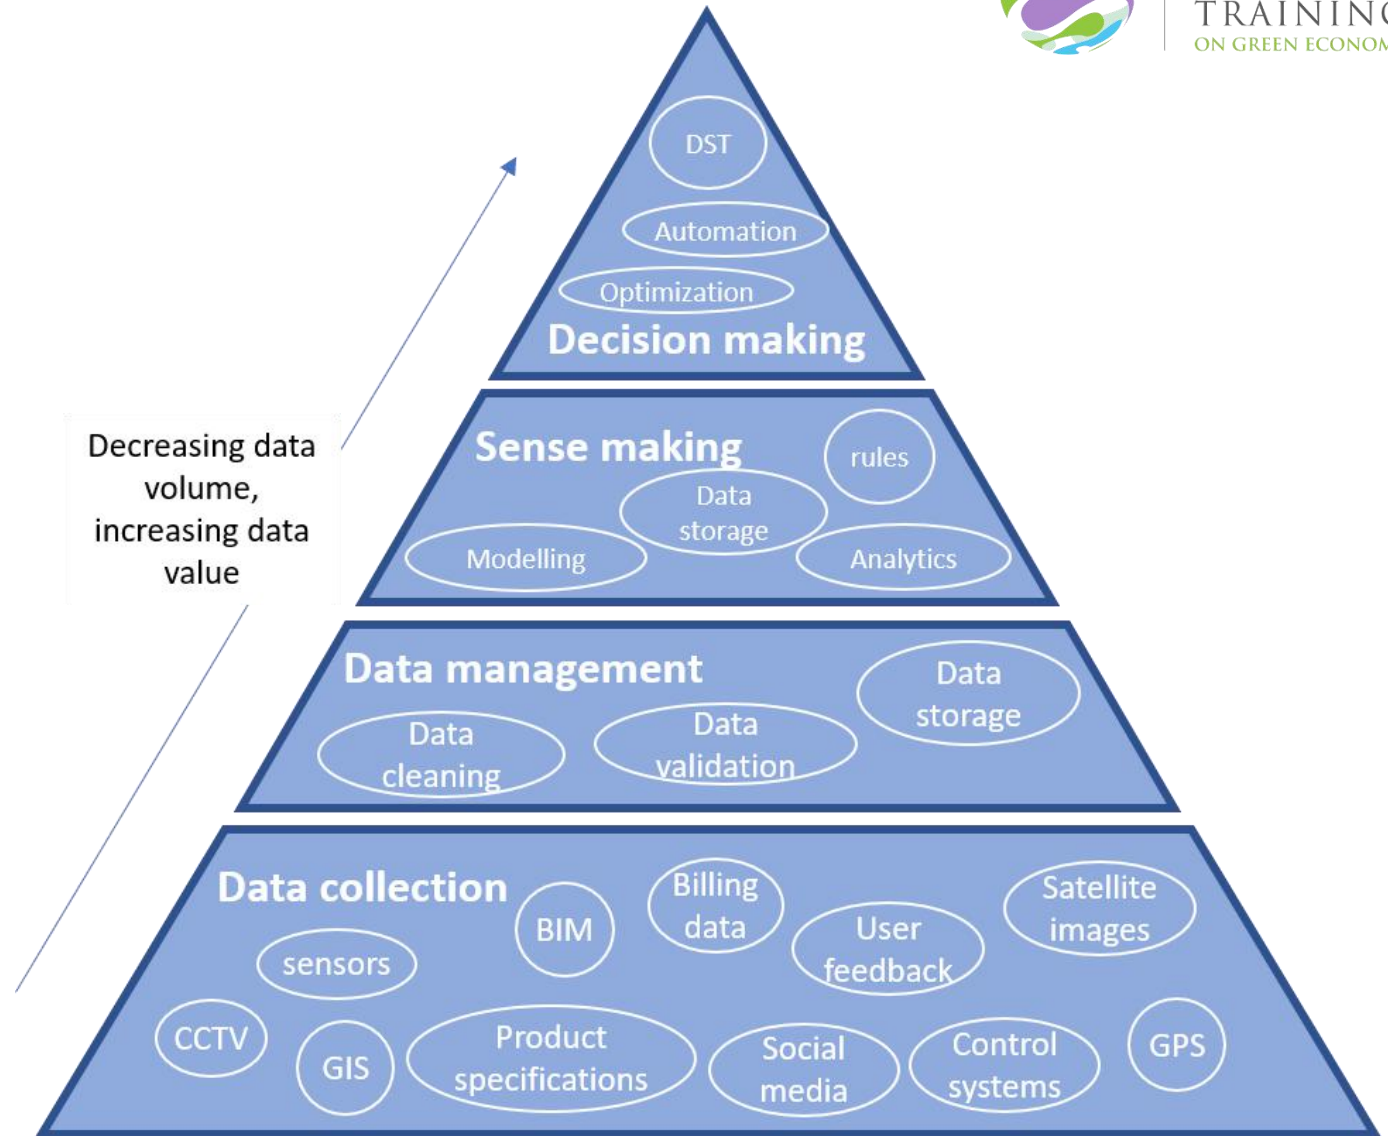 TRAINING
ON GREEN ECONOM
DST
Automation
Optimization
Decision making
Sense making
rules
Data
storage
Modelling
Analytics
Decreasing data
volume,
increasing data
value
Data management
Data
storage
Data
cleaning
Data
validation
Data collection
BIM
Billing
data
Satellite
images
User
feedback
sensors
CCTV
GIS
Product
specifications
Social
media
Control
systems
GPS